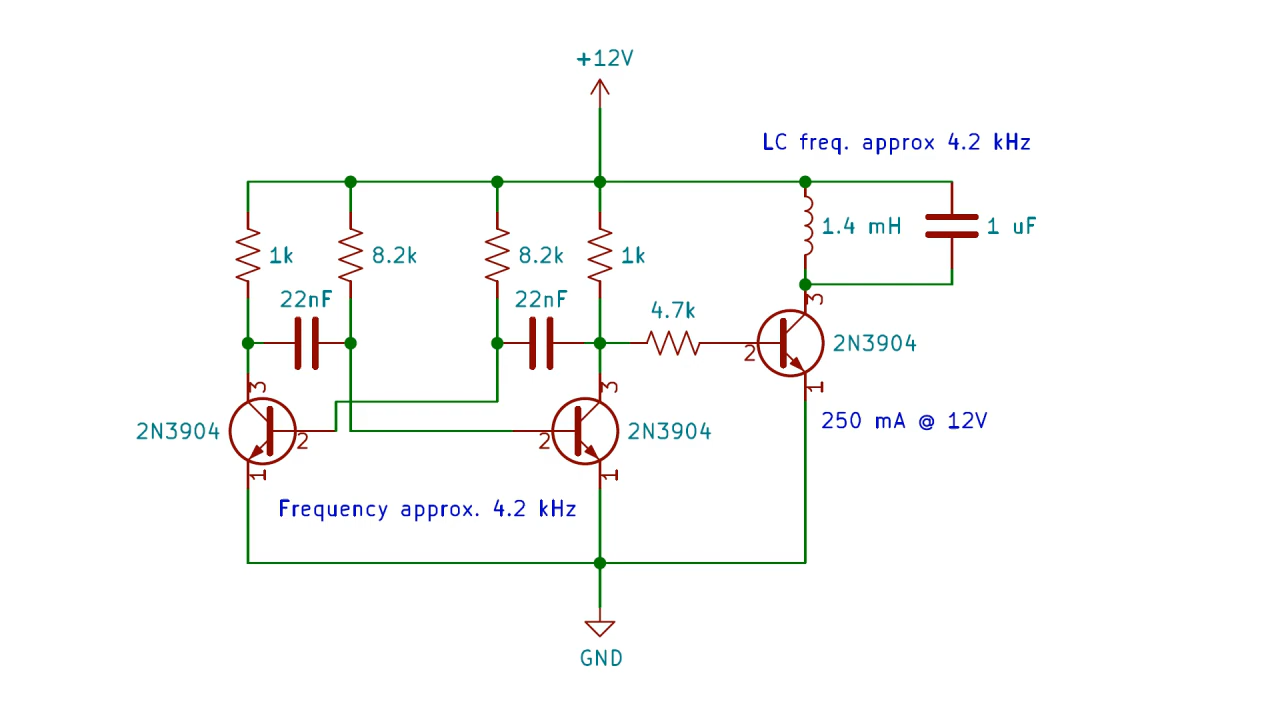 +12V
LC freq. approx 4.2 kHz
1k
8.2k
8.2k
1k
1.4 mH
1 uF
22nF
22nF
4.7k
3
2
2N3904
3
3
1
2N3904
2
2
2N3904
250 mA @ 12V
1
1
Frequency approx. 4.2 kHz
GND